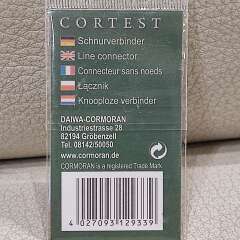 CORTEST
Schnurverbinder
Line connector
Connecteur sans noeds
Łącznik
Knooploze verbinder
DAIWA-CORMORAN
Industriestrasse 28
82194 Gröbenzell
Tel. 08142/50050
www.cormoran.de
CORMORAN is a registered Trade Mark
4 027093 129339